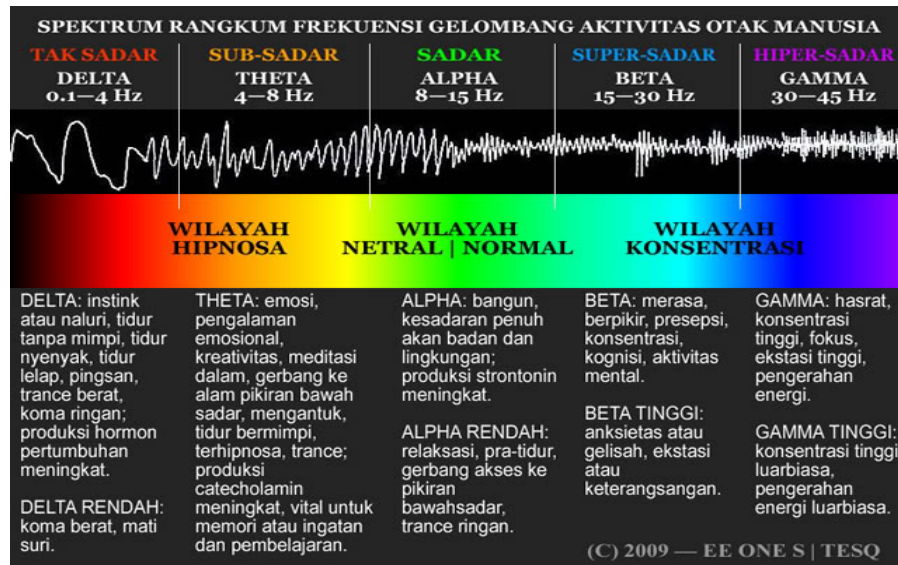 SPEKTRUM RANGKUM FREKUENSI GELOMBANG AKTIVITAS OTAK MANUSIA
TAK SADAR
DELTA
0.1—4 Hz
SUB-SADAR
THETA
4—8 Hz
SADAR
ALPHA
8—15 Hz
SUPER-SADAR
BETA
15—30 Hz
HIPER-SADAR
GAMMA
30—45 Hz
WILAYAH
HIPNOSA
WILAYAH
NETRAL | NORMAL
WILAYAH
KONSENTRASI
DELTA: instink
atau naluri, tidur
tanpa mimpi, tidur
nyenyak, tidur
lelap, pingsan,
trance berat,
koma ringan;
produksi hormon
pertumbuhan
meningkat.
DELTA RENDAH:
koma berat, mati
suri.
THETA: emosi,
pengalaman
emosional,
kreativitas, meditasi
dalam, gerbang ke
alam pikiran bawah
sadar, mengantuk,
tidur bermimpi,
terhipnosa, trance;
produksi
catecholamin
meningkat, vital untuk
memori atau ingatan
dan pembelajaran.
ALPHA: bangun,
kesadaran penuh
akan badan dan
lingkungan;
produksi strontonin
meningkat.
ALPHA RENDAH:
relaksasi, pra-tidur,
gerbang akses ke
pikiran
bawahsadar,
trance ringan.
BETA: merasa,
berpikir, presepsi,
konsentrasi,
kognisi, aktivitas
mental.
BETA TINGGI:
anksietas atau
gelisah, ekstasi
atau
keterangsangan.
GAMMA: hasrat,
konsentrasi
tinggi, fokus,
ekstasi tinggi,
pengerahan
energi.
GAMMA TINGGI:
konsentrasi tinggi
luarbiasa,
pengerahan
energi luarbiasa.
(C) 2009 — EE ONE S | TESQ